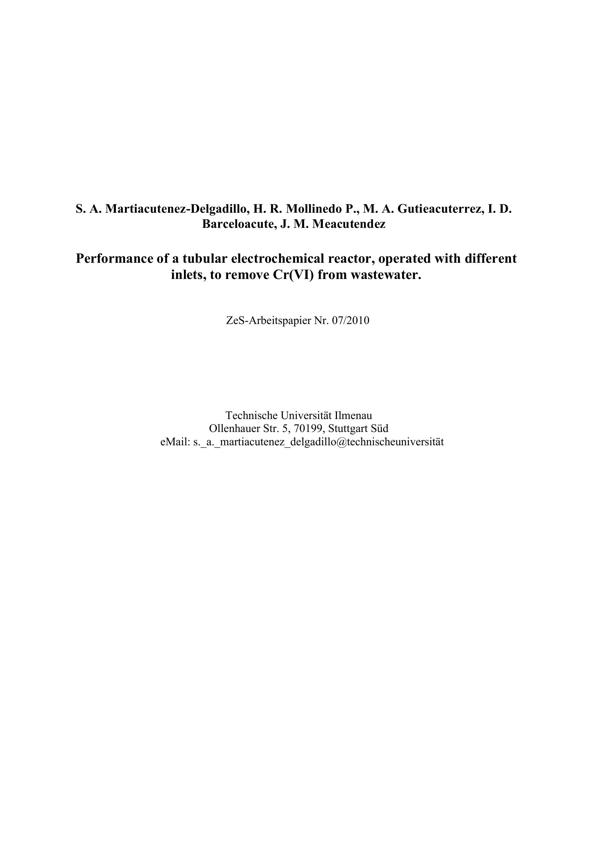 S. A. Martiacutenez-Delgadillo, H. R. Mollinedo P., M. A. Gutieacuterrez, I. D.
Barceloacute, J. M. Meacutendez
Performance of a tubular electrochemical reactor, operated with different
inlets, to remove Cr(VI) from wastewater.
ZeS-Arbeitspapier Nr. 07/2010
Technische Universität Ilmenau
Ollenhauer Str. 5, 70199, Stuttgart Süd
eMail: s._a._martiacutenez_delgadillo@technischeuniversität